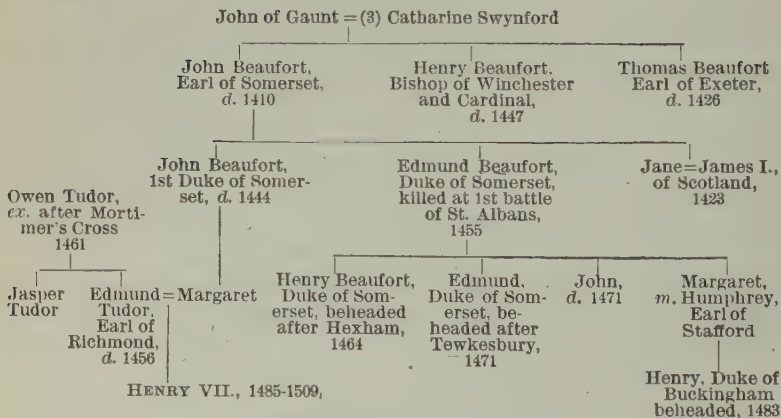 John of Gaunt = (3) Catharine Swynford
John Beaufort,
Earl of Somerset,
d. 1410
Henry Beaufort.
Bishop of Winchester
and Cardinal,
d. 1447
Thomas Beaufort
Earl of Exeter,
d. 1426
John Beaufort,
1st Duke of Somer-
set, d. 1444
Edmund Beaufort,
Duke of Somerset,
killed at 1st battle
of St. Albans,
1455
Jane=James I.,
of Scotland,
1423
Owen Tudor,
ex. after Morti-
mer's Cross
1461
Jasper
Tudor
Edmund=Margaret
Tudor,
Earl of
Richmond,
d. 1456
Henry Beaufort,
Duke of Som-
erset, beheaded
after Hexham,
1464
Edmund,
Duke of Som-
erset, be-
headed after
Tewkesbury,
1471
John,
d. 1471
Margaret,
m. Humphrey,
Earl of
Stafford
HENRY VII., 1485-1509,
Henry, Duke of
Buckingham
beheaded, 1483